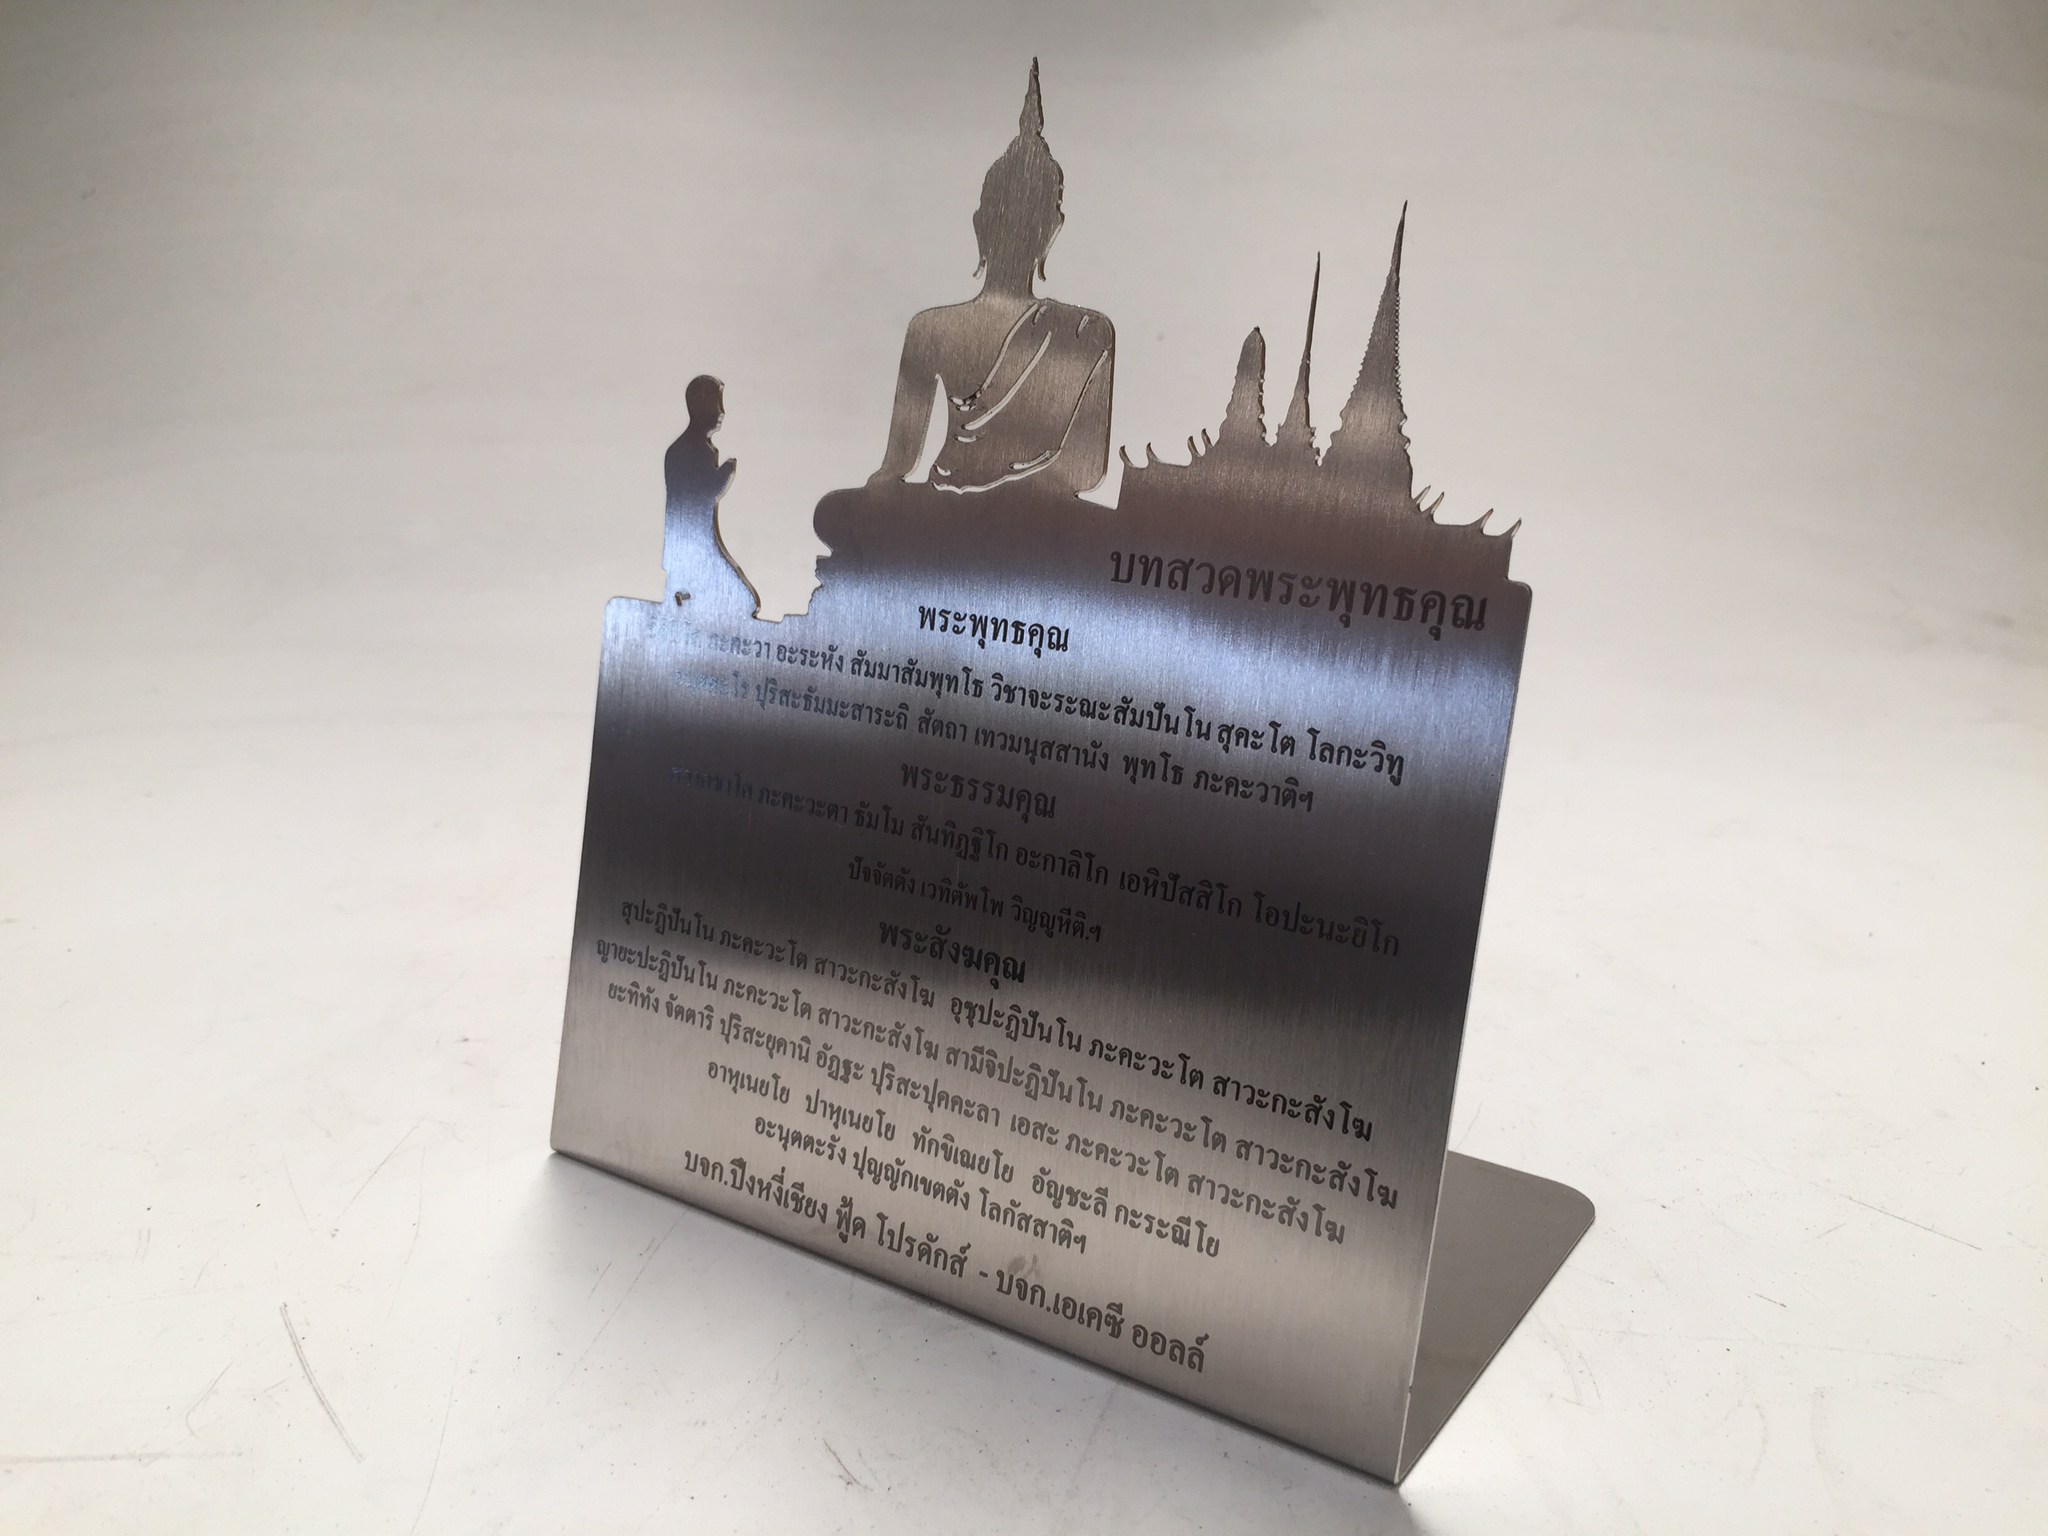 บทสวดพระพุทธคุณ
พระพุทธคุณ
ภะคะวา อะระหัง สัมมาสัมพุทโธ วิชาจะระณะสัมปันโน สุคะโต โลกะวิทู
ปุริสะธัมมะสาระถิ สัตถา เทวมนุสสานัง พุทโธ ภะคะวาติฯ
พระธรรมคุณ
ภะคะวะตา ธัมโม สันทิฏฐิโก อะกาลิโก เอหิปัสสิโก โอปะนะยิโก
ปัจจัตตัง เวทิตัพโพ วิญญูหีติ.ฯ
พระสังฆคุณ
สุปะฏิปันโน ภะคะวะโต สาวะกะสังโฆ อุชุปะฏิปันโน ภะคะวะโต สาวะกะสังโฆ
ญายะปะฏิปันโน ภะคะวะโต สาวะกะสังโฆ สามีจิปะฏิปันโน ภะคะวะโต สาวะกะสังโฆ
ยะทิทัง จัตตาริ ปุริสะยุคานิ อัฏฐะ ปุริสะปุคคะลา เอสะ ภะคะวะโต สาวะกะสังโฆ
อาหุเนยโย ปาหุเนยโย ทักขิเณยโย อัญชะลี กะระณีโย
อะนุตตะรัง ปุญญักเขตตัง โลกัสสาติฯ
บจก.ปึงหงี่เชียง ฟู้ด โปรดักส์ - บจก.เอเคซี ออลล์